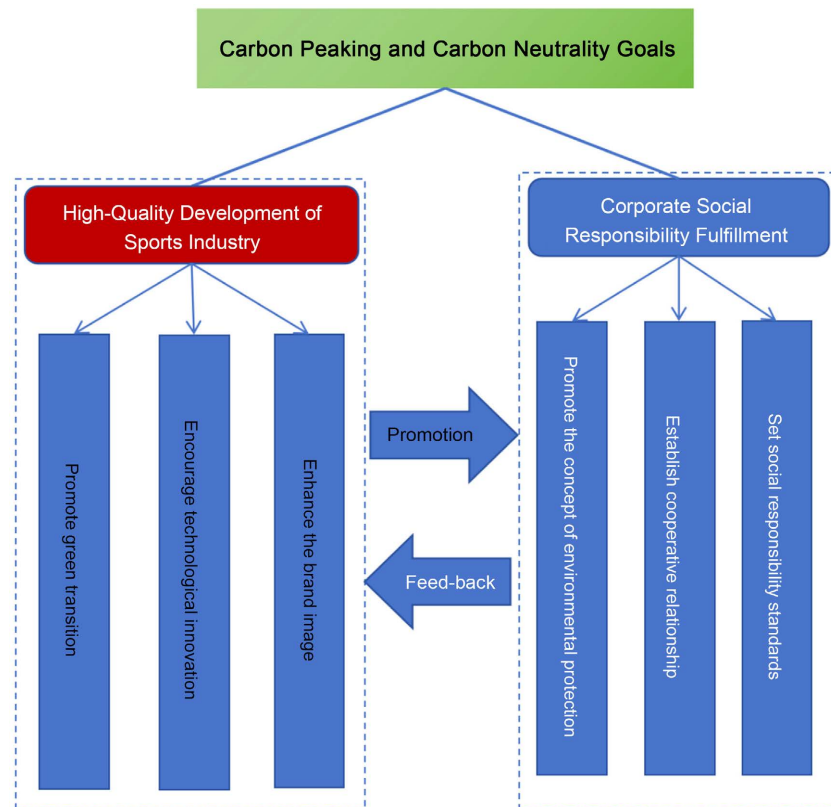 Carbon Peaking and Carbon Neutrality Goals
High-Quality Development of
Sports Industry
Corporate Social
Responsibility Fulfillment
Promote green transition
Encourage technological innovation
Enhance the brand image
Promotion
Feed-back
Promote the concept of environmental protection
Establish cooperative relationship
Set social responsibility standards